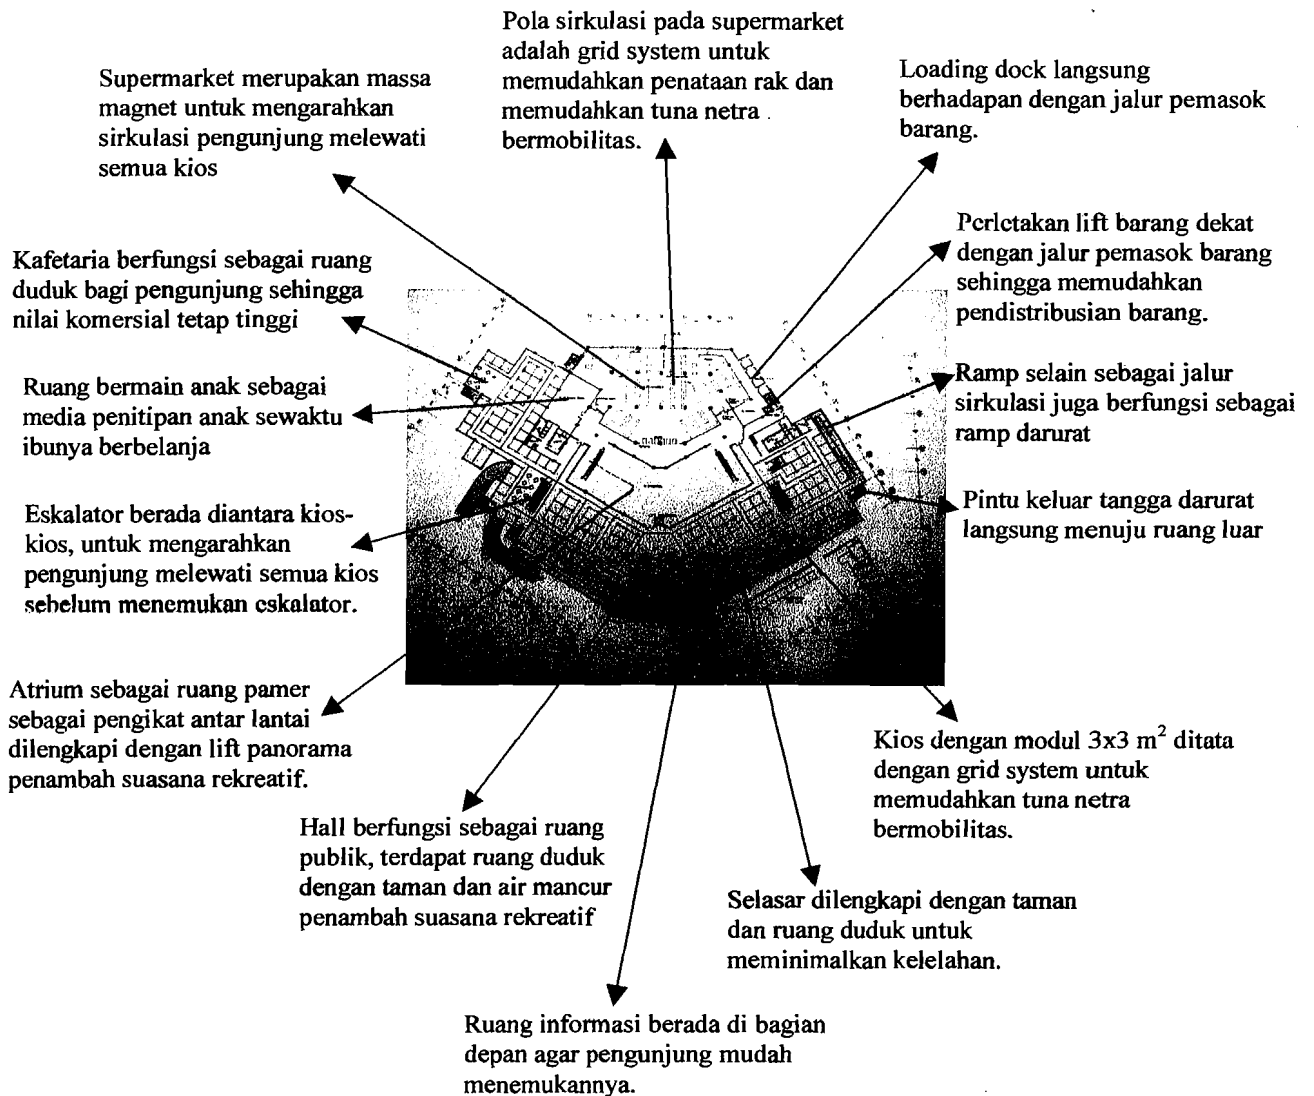 Pola sirkulasi pada supermarket
adalah grid system untuk
memudahkan penataan rak dan
memudahkan tuna netra
bermobilitas.
Supermarket merupakan massa
magnet untuk mengarahkan
sirkulasi pengunjung melewati
semua kios
Loading dock langsung
berhadapan dengan jalur pemasok
barang.
Perletakan lift barang dekat
dengan jalur pemasok barang
sehingga memudahkan
pendistribusian barang.
Kafetaria berfungsi sebagai ruang
duduk bagi pengunjung sehingga
nilai komersial tetap tinggi
Ruang bermain anak sebagai
media penitipan anak sewaktu
ibunya berbelanja
Ramp selain sebagai jalur
sirkulasi juga berfungsi sebagai
ramp darurat
Eskalator berada diantara kios-
kios, untuk mengarahkan
pengunjung melewati semua kios
sebelum menemukan eskalator.
Pintu keluar tangga darurat
langsung menuju ruang luar
Atrium sebagai ruang pamer
sebagai pengikat antar lantai
dilengkapi dengan lift panorama
penambah suasana rekreatif.
Kios dengan modul 3x3 m² ditata
dengan grid system untuk
memudahkan tuna netra
bermobilitas.
Hall berfungsi sebagai ruang
publik, terdapat ruang duduk
dengan taman dan air mancur
penambah suasana rekreatif
Selasar dilengkapi dengan taman
dan ruang duduk untuk
meminimalkan kelelahan.
Ruang informasi berada di bagian
depan agar pengunjung mudah
menemukannya.